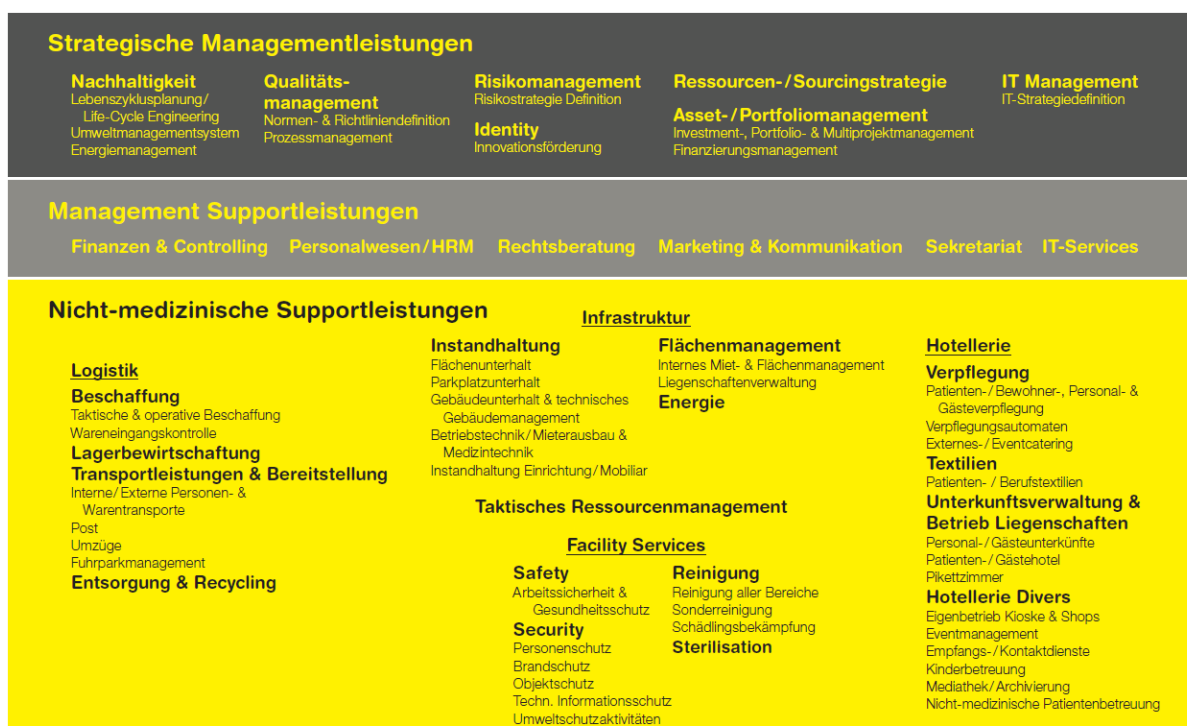 Strategische Managementleistungen
Nachhaltigkeit
Lebenszyklusplanung/
Life-Cycle Engineering
Umweltmanagementsystem
Energiemanagement
Qualitäts-
management
Normen- & Richtliniendefinition
Prozessmanagement
Risikomanagement
Risikostrategie Definition
Identity
Innovationsförderung
Ressourcen-/Sourcingstrategie
Asset-/Portfoliomanagement
Investment-, Portfolio- & Multiprojektmanagement
Finanzierungsmanagement
IT Management
IT-Strategiedefinition
Management Supportleistungen
Finanzen & Controlling Personalwesen/HRM Rechtsberatung Marketing & Kommunikation Sekretariat IT-Services
Nicht-medizinische Supportleistungen
Logistik
Beschaffung
Taktische & operative Beschaffung
Wareneingangskontrolle
Lagerbewirtschaftung
Transportleistungen & Bereitstellung
Interne/Externe Personen- &
Warentransporte
Post
Umzüge
Fuhrparkmanagement
Entsorgung & Recycling
Infrastruktur
Instandhaltung
Flächenunterhalt
Parkplatzunterhalt
Gebäudeunterhalt & technisches
Gebäudemanagement
Betriebstechnik/Mieterausbau &
Medizintechnik
Instandhaltung Einrichtung/Mobiliar
Flächenmanagement
Internes Miet- & Flächenmanagement
Liegenschaftenverwaltung
Energie
Taktisches Ressourcenmanagement
Facility Services
Safety
Arbeitssicherheit &
Gesundheitsschutz
Security
Personenschutz
Brandschutz
Objektschutz
Techn. Informationsschutz
Umweltschutzaktivitäten
Reinigung
Reinigung aller Bereiche
Sonderreinigung
Schädlingsbekämpfung
Sterilisation
Hotellerie
Verpflegung
Patienten-/Bewohner-, Personal- &
Gästeverpflegung
Verpflegungsautomaten
Externes-/Eventcatering
Textilien
Patienten- / Berufstextilien
Unterkunftsverwaltung &
Betrieb Liegenschaften
Personal-/Gästeunterkünfte
Patienten-/Gästehotel
Pikettzimmer
Hotellerie Divers
Eigenbetrieb Kioske & Shops
Eventmanagement
Empfangs-/Kontaktdienste
Kinderbetreuung
Mediathek/Archivierung
Nicht-medizinische Patientenbetreuung